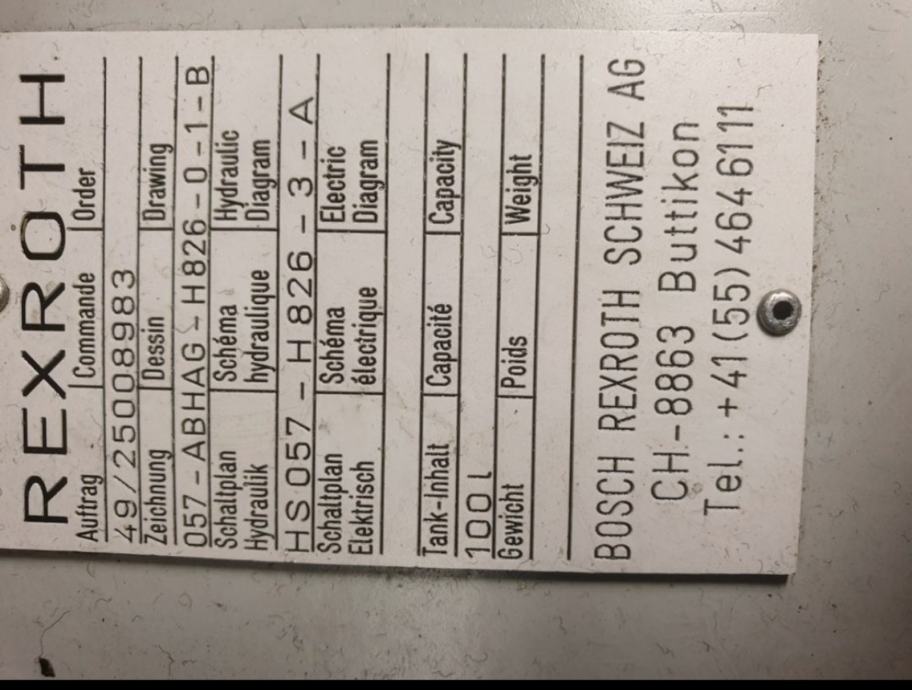 REXROTH
Auftrag Commande Order
49/25008983
Zeichnung Dessin Drawing
057-ABHAG-H826-0-1-B
Schaltplan Schéma Hydraulic
Hydraulik hydraulique Diagram
HS057-H826-3-A
Schaltplan Schéma Electric
Elektrisch électrique Diagram
Tank-Inhalt Capacité Capacity
100 l
Gewicht Poids Weight
BOSCH REXROTH SCHWEIZ AG
CH.-8863 Buttikon
Tel.: +41(55)4646111